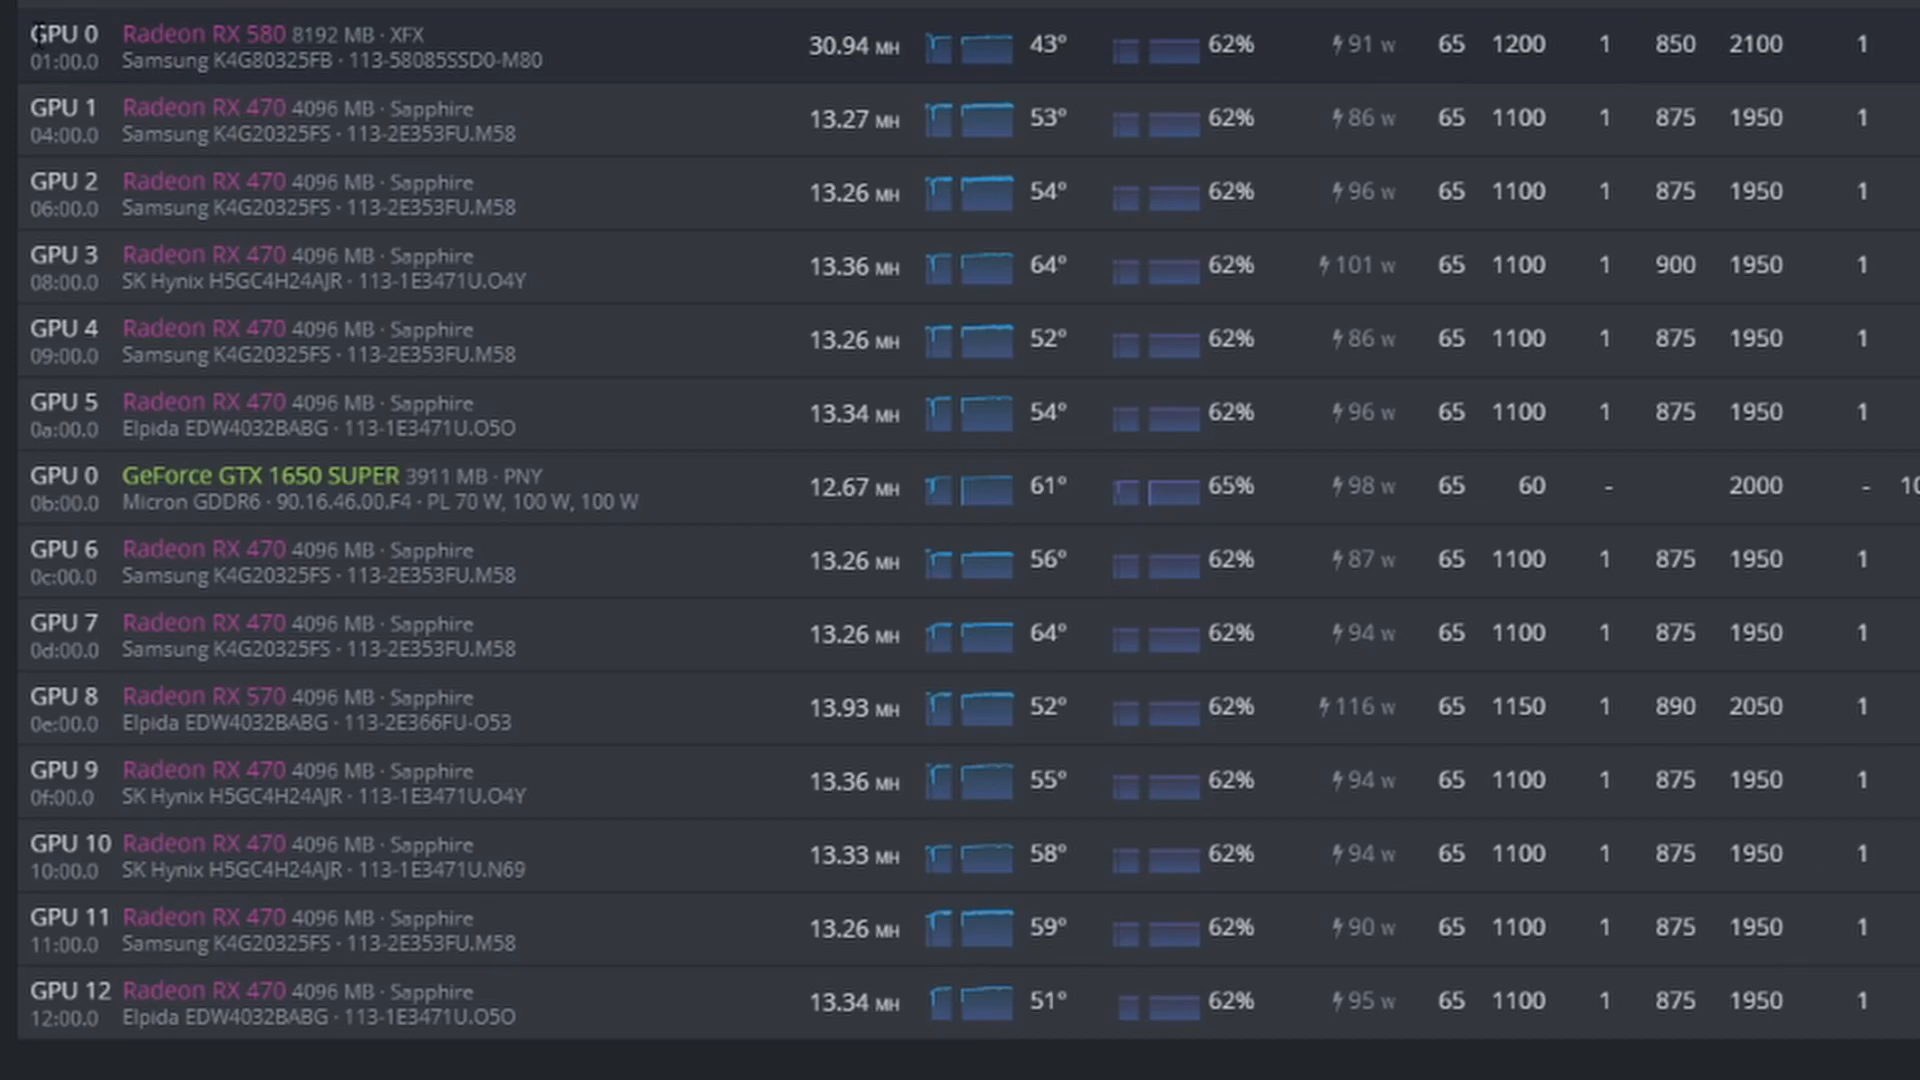 GPU 0 Radeon RX 580 8192 MB · XFX 30.94 MH 43° 62% 91 W 65 1200 1 850 2100 1
01:00.0 Samsung K4G80325FB · 113-58085SSD0-M80
GPU 1 Radeon RX 470 4096 MB · Sapphire 13.27 MH 53° 62% 86 W 65 1100 1 875 1950 1
04:00.0 Samsung K4G20325FS · 113-2E353FU.M58
GPU 2 Radeon RX 470 4096 MB · Sapphire 13.26 MH 54° 62% 96 W 65 1100 1 875 1950 1
06:00.0 Samsung K4G20325FS · 113-2E353FU.M58
GPU 3 Radeon RX 470 4096 MB · Sapphire 13.36 MH 64° 62% 101 W 65 1100 1 900 1950 1
08:00.0 SK Hynix H5GC4H24AJR · 113-1E3471U.O4Y
GPU 4 Radeon RX 470 4096 MB · Sapphire 13.26 MH 52° 62% 86 W 65 1100 1 875 1950 1
09:00.0 Samsung K4G20325FS · 113-2E353FU.M58
GPU 5 Radeon RX 470 4096 MB · Sapphire 13.34 MH 54° 62% 96 W 65 1100 1 875 1950 1
0a:00.0 Elpida EDW4032BABG · 113-1E3471U.O5O
GPU 0 GeForce GTX 1650 SUPER 3911 MB · PNY 12.67 MH 61° 65% 98 W 65 60 - 2000 - 10
0b:00.0 Micron GDDR6 · 90.16.46.00.F4 · PL 70 W, 100 W, 100 W
GPU 6 Radeon RX 470 4096 MB · Sapphire 13.26 MH 56° 62% 87 W 65 1100 1 875 1950 1
0c:00.0 Samsung K4G20325FS · 113-2E353FU.M58
GPU 7 Radeon RX 470 4096 MB · Sapphire 13.26 MH 64° 62% 94 W 65 1100 1 875 1950 1
0d:00.0 Samsung K4G20325FS · 113-2E353FU.M58
GPU 8 Radeon RX 570 4096 MB · Sapphire 13.93 MH 52° 62% 116 W 65 1150 1 890 2050 1
0e:00.0 Elpida EDW4032BABG · 113-2E366FU-O53
GPU 9 Radeon RX 470 4096 MB · Sapphire 13.36 MH 55° 62% 94 W 65 1100 1 875 1950 1
0f:00.0 SK Hynix H5GC4H24AJR · 113-1E3471U.O4Y
GPU 10 Radeon RX 470 4096 MB · Sapphire 13.33 MH 58° 62% 94 W 65 1100 1 875 1950 1
10:00.0 SK Hynix H5GC4H24AJR · 113-1E3471U.N69
GPU 11 Radeon RX 470 4096 MB · Sapphire 13.26 MH 59° 62% 90 W 65 1100 1 875 1950 1
11:00.0 Samsung K4G20325FS · 113-2E353FU.M58
GPU 12 Radeon RX 470 4096 MB · Sapphire 13.34 MH 51° 62% 95 W 65 1100 1 875 1950 1
12:00.0 Elpida EDW4032BABG · 113-1E3471U.O5O